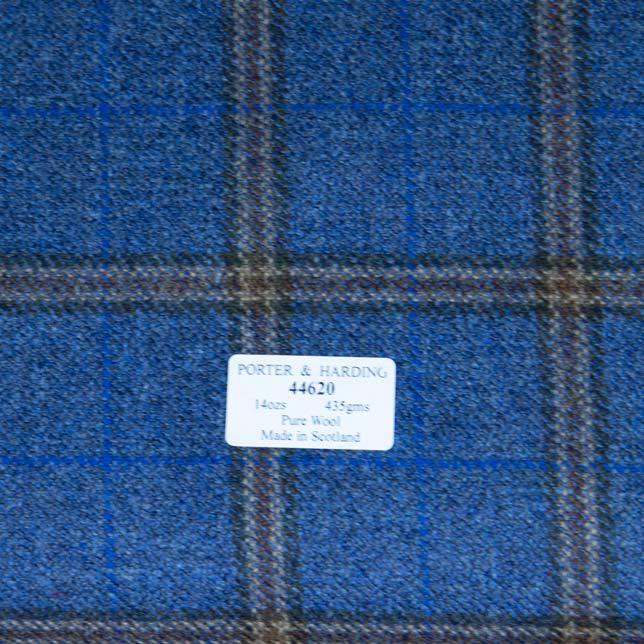 PORTER & HARDING
44620
14ozs 435gms
Pure Wool
Made in Scotland